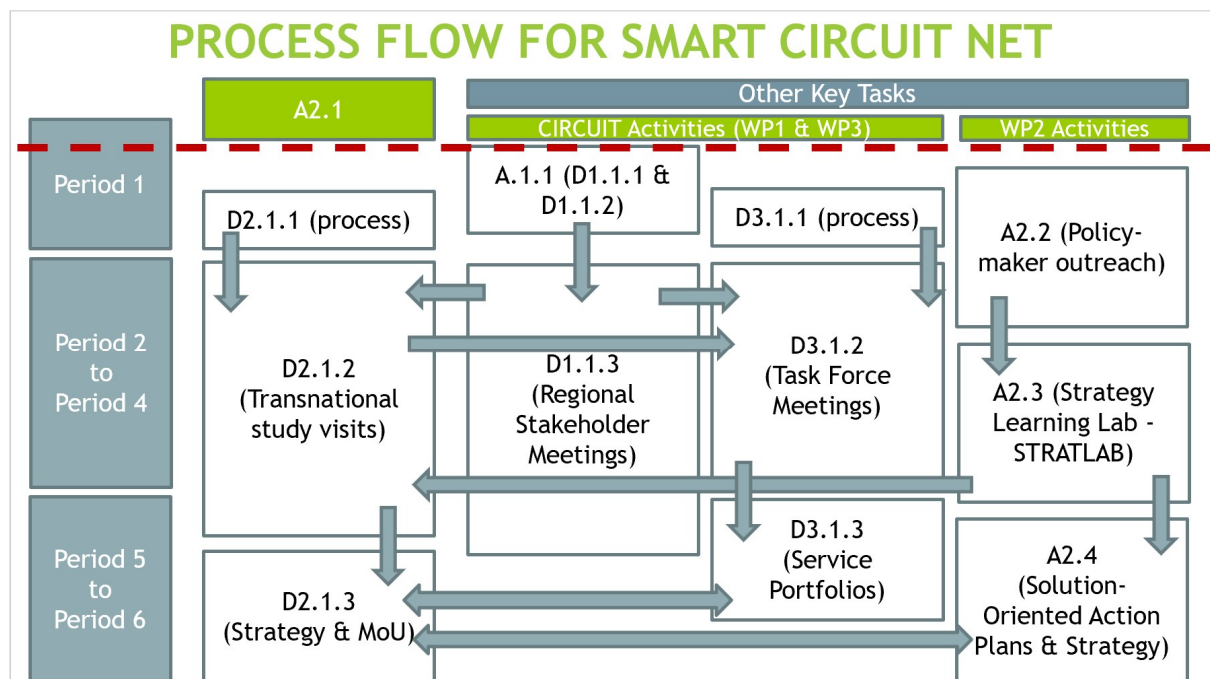 PROCESS FLOW FOR SMART CIRCUIT NET
A2.1
Other Key Tasks
CIRCUIT Activities (WP1 & WP3)
WP2 Activities
Period 1
A.1.1 (D1.1.1 &
D1.1.2)
D2.1.1 (process)
D3.1.1 (process)
A2.2 (Policy-
maker outreach)
Period 2
to
Period 4
D2.1.2
(Transnational
study visits)
D1.1.3
(Regional
Stakeholder
Meetings)
D3.1.2
(Task Force
Meetings)
A2.3 (Strategy
Learning Lab -
STRATLAB)
Period 5
to
Period 6
D2.1.3
(Strategy & MoU)
D3.1.3
(Service
Portfolios)
A2.4
(Solution-
Oriented Action
Plans & Strategy)